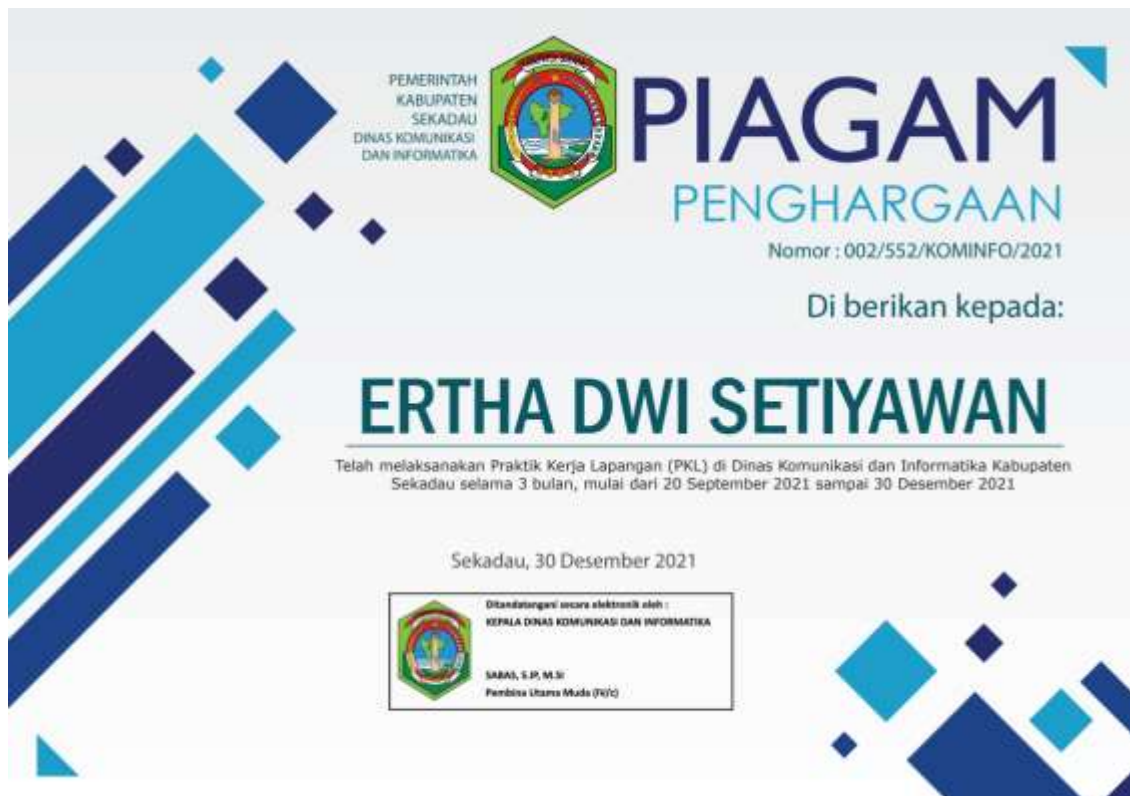 PEMERINTAH
KABUPATEN
SEKADAU
DINAS KOMUNIKASI
DAN INFORMATIKA
PIAGAM
PENGHARGAAN
Nomor : 002/552/KOMINFO/2021
Di berikan kepada:
ERTHA DWI SETIYAWAN
Telah melaksanakan Praktik Kerja Lapangan (PKL) di Dinas Komunikasi dan Informatika Kabupaten
Sekadau selama 3 bulan, mulai dari 20 September 2021 sampai 30 Desember 2021
Sekadau, 30 Desember 2021
Ditandatangani secara elektronik oleh :
KEPALA DINAS KOMUNIKASI DAN INFORMATIKA
SABAS, S.IP, M.Si
Pembina Utama Muda